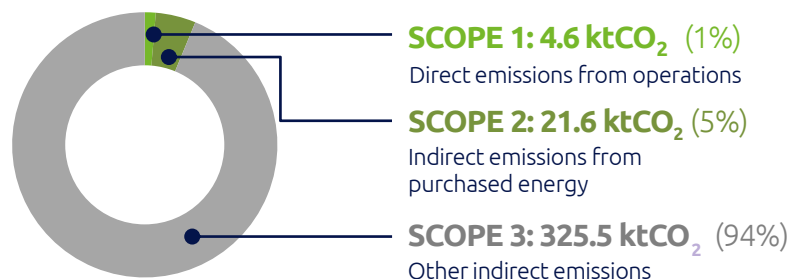 SCOPE 1: 4.6 ktCO₂ (1%)
Direct emissions from operations
SCOPE 2: 21.6 ktCO₂ (5%)
Indirect emissions from
purchased energy
SCOPE 3: 325.5 ktCO₂ (94%)
Other indirect emissions